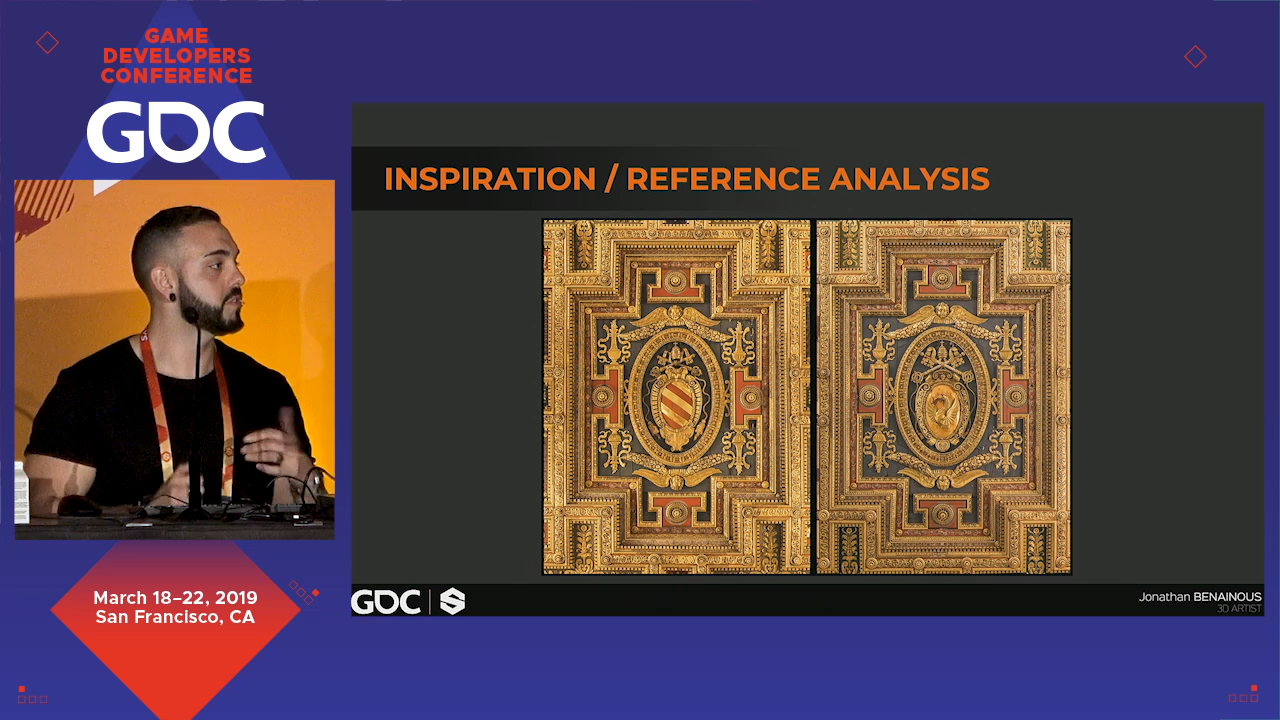 GAME
DEVELOPERS
CONFERENCE
GDC
INSPIRATION / REFERENCE ANALYSIS
March 18–22, 2019
San Francisco, CA
GDC
Jonathan BENAINOUS
3D ARTIST